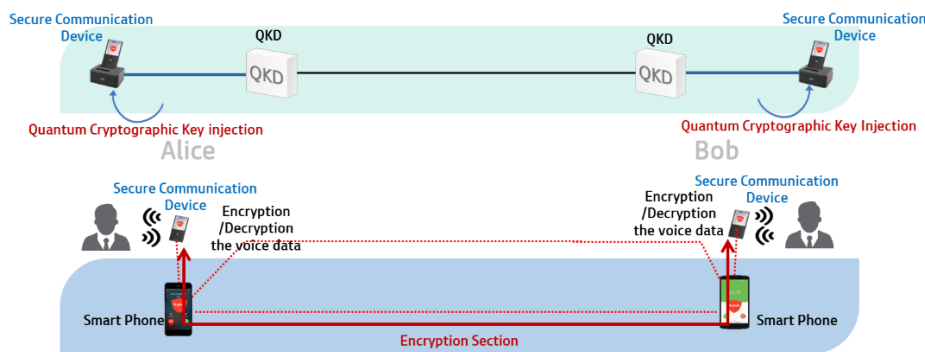 Secure Communication
Device
QKD
QKD
Secure Communication
Device
QKD
QKD
Quantum Cryptographic Key injection
Quantum Cryptographic Key Injection
Alice
Bob
Secure Communication
Device
Encryption
/Decryption
the voice data
Encryption
/Decryption
the voice data
Secure Communication
Device
Smart Phone
Smart Phone
Encryption Section